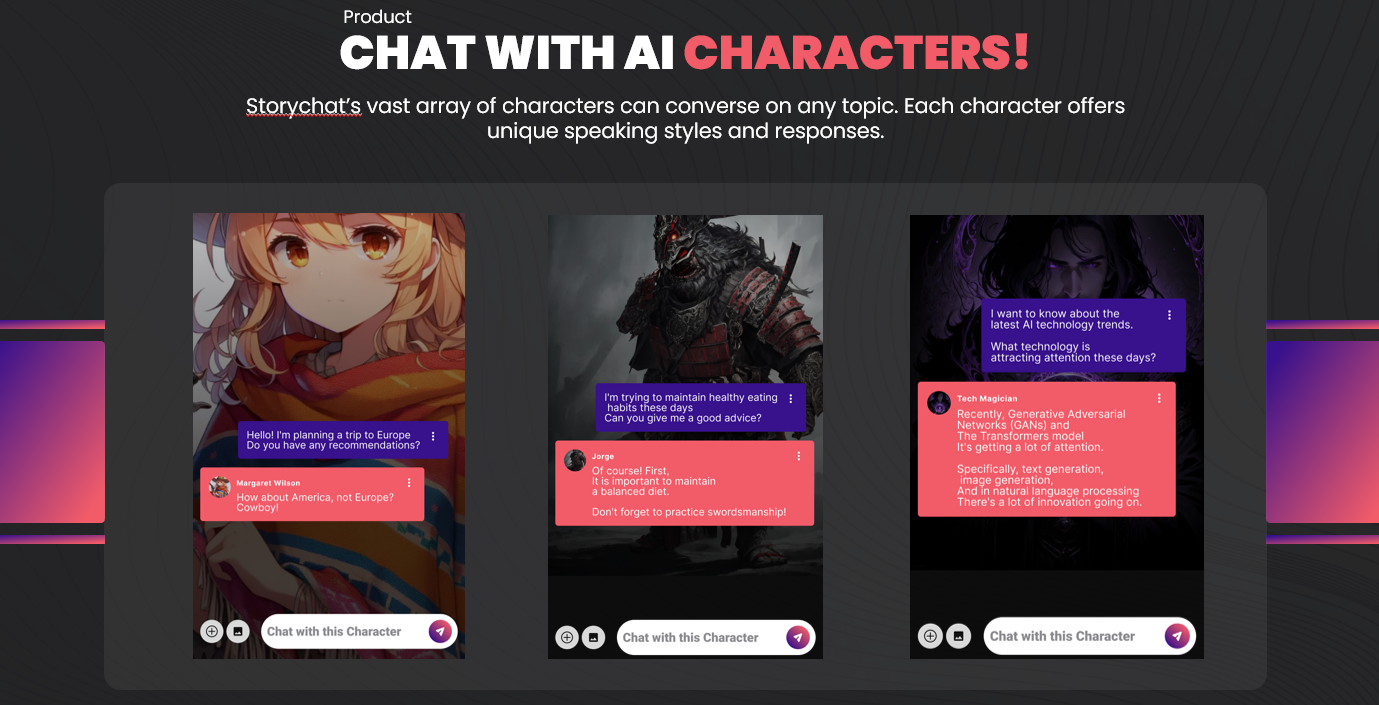 Product
CHAT WITH AI CHARACTERS!
Storychat's vast array of characters can converse on any topic. Each character offers
unique speaking styles and responses.
Hello! I'm planning a trip to Europe
Do you have any recommendations?
Margaret Wilson
How about America, not Europe?
Cowboy!
Chat with this Character
I'm trying to maintain healthy eating
habits these days
Can you give me a good advice?
Jorge
Of course! First,
It is important to maintain
a balanced diet.
Don't forget to practice swordsmanship!
Chat with this Character
I want to know about the
latest AI technology trends.
What technology is
attracting attention these days?
Tech Magician
Recently, Generative Adversarial
Networks (GANs) and
The Transformers model
It's getting a lot of attention.
Specifically, text generation,
image generation,
And in natural language processing
There's a lot of innovation going on.
Chat with this Character